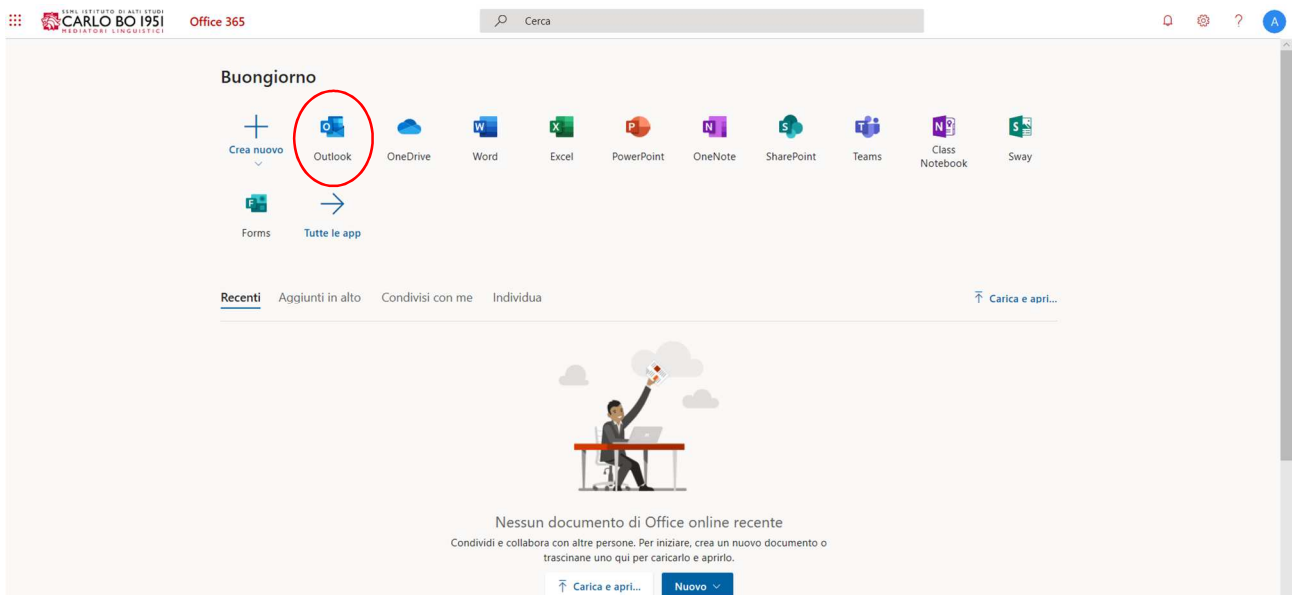 SSML ISTITUTO DI ALTI STUDI
CARLO BO 1951
MEDIATORI LINGUISTICI
Office 365
Cerca
?
A
Buongiorno
Crea nuovo
Outlook
OneDrive
Word
Excel
PowerPoint
OneNote
SharePoint
Teams
Class
Notebook
Sway
Forms
Tutte le app
Recenti
Aggiunti in alto
Condivisi con me
Individua
Carica e apri...
Nessun documento di Office online recente
Condividi e collabora con altre persone. Per iniziare, crea un nuovo documento o
trascinane uno qui per caricarlo e aprirlo.
Carica e apri...
Nuovo